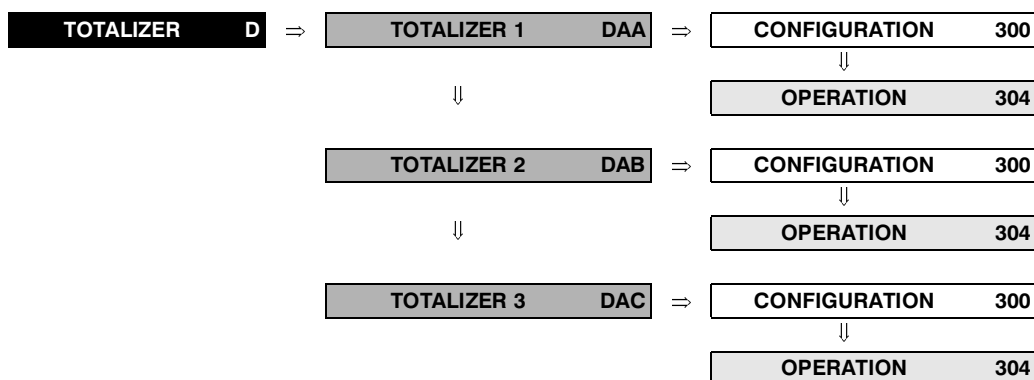 TOTALIZER D ⇒ TOTALIZER 1 DAA ⇒ CONFIGURATION 300
⇓
⇓ OPERATION 304
TOTALIZER 2 DAB ⇒ CONFIGURATION 300
⇓
⇓ OPERATION 304
TOTALIZER 3 DAC ⇒ CONFIGURATION 300
⇓
OPERATION 304